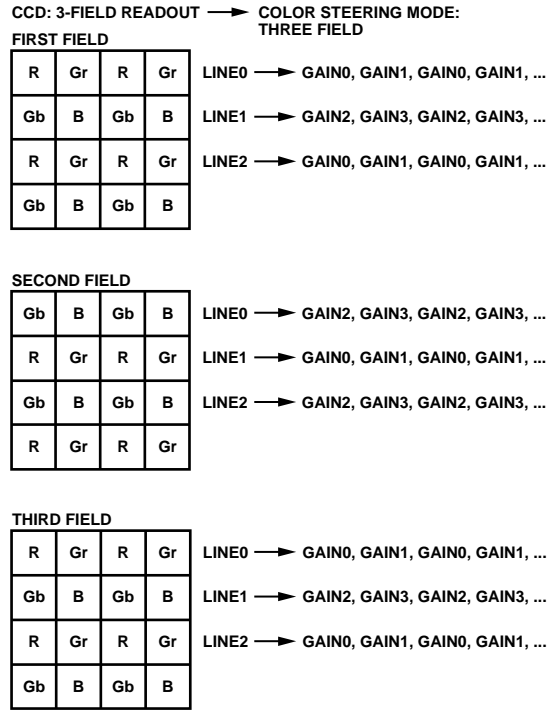 CCD: 3-FIELD READOUT COLOR STEERING MODE:
THREE FIELD
FIRST FIELD
R Gr R Gr LINE0 GAIN0, GAIN1, GAIN0, GAIN1, ...
Gb B Gb B LINE1 GAIN2, GAIN3, GAIN2, GAIN3, ...
R Gr R Gr LINE2 GAIN0, GAIN1, GAIN0, GAIN1, ...
Gb B Gb B
SECOND FIELD
Gb B Gb B LINE0 GAIN2, GAIN3, GAIN2, GAIN3, ...
R Gr R Gr LINE1 GAIN0, GAIN1, GAIN0, GAIN1, ...
Gb B Gb B LINE2 GAIN2, GAIN3, GAIN2, GAIN3, ...
R Gr R Gr
THIRD FIELD
R Gr R Gr LINE0 GAIN0, GAIN1, GAIN0, GAIN1, ...
Gb B Gb B LINE1 GAIN2, GAIN3, GAIN2, GAIN3, ...
R Gr R Gr LINE2 GAIN0, GAIN1, GAIN0, GAIN1, ...
Gb B Gb B